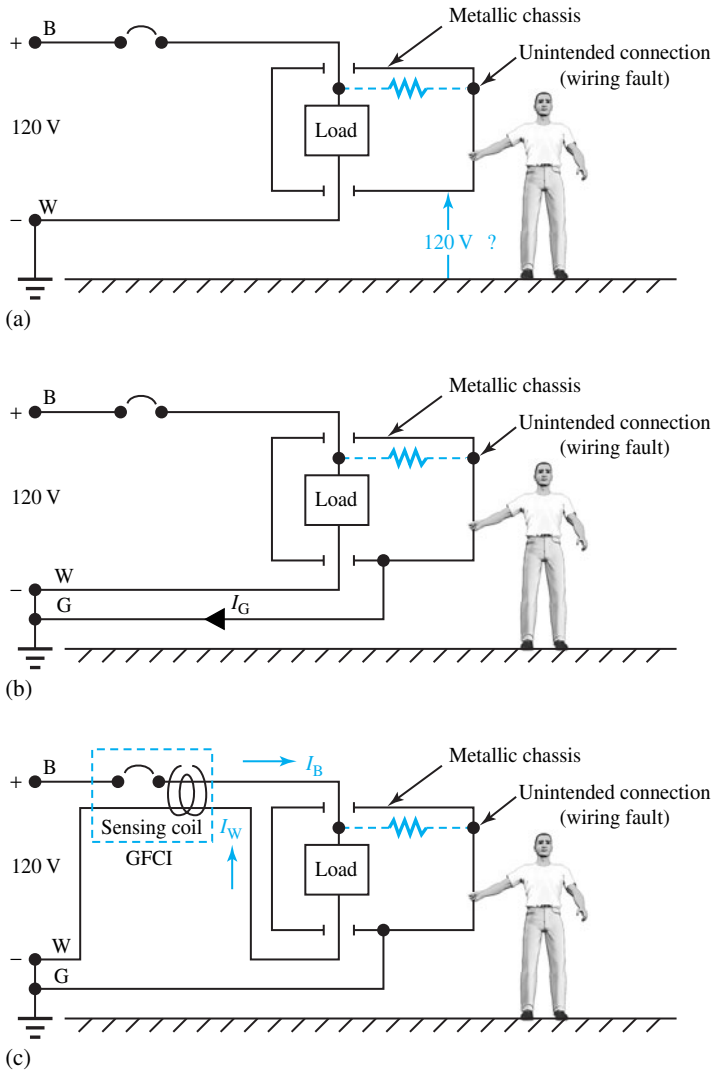 Metallic chassis
B
+
Unintended connection
(wiring fault)
120 V
Load
W
−
120 V ?
(a)
Metallic chassis
B
+
Unintended connection
(wiring fault)
120 V
Load
W
−
G
I_G
(b)
Metallic chassis
B
I_B
+
Unintended connection
(wiring fault)
Sensing coil
I_W
GFCI
120 V
Load
W
−
G
(c)